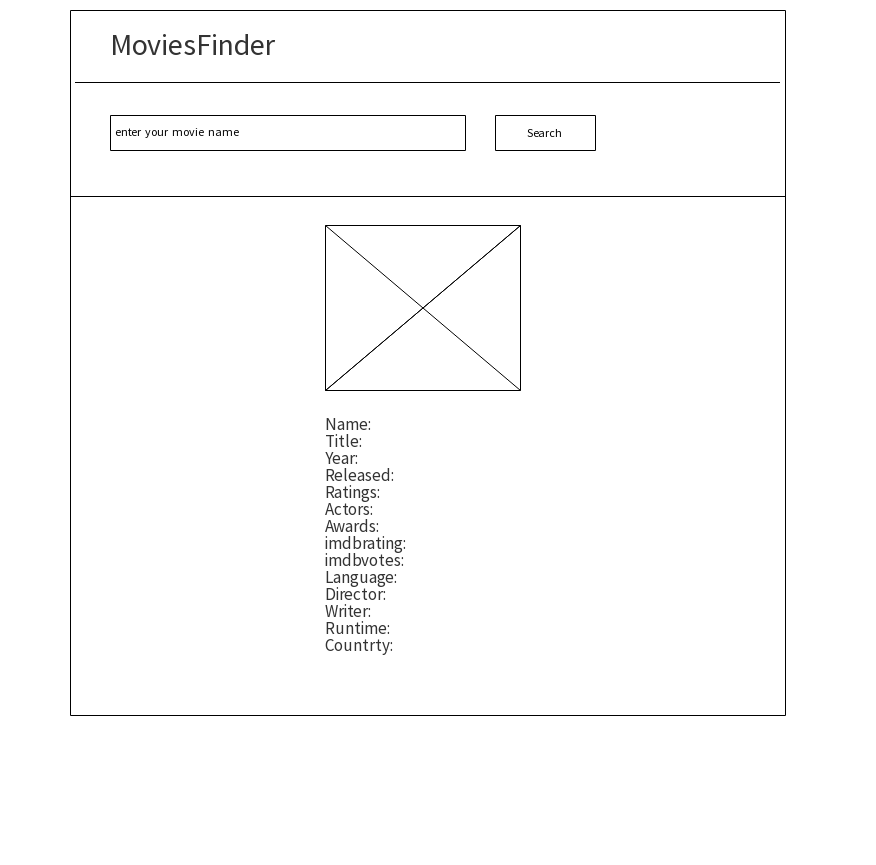 MoviesFinder
enter your movie name
Search
Name:
Title:
Year:
Released:
Ratings:
Actors:
Awards:
imdbrating:
imdbvotes:
Language:
Director:
Writer:
Runtime:
Countrty: